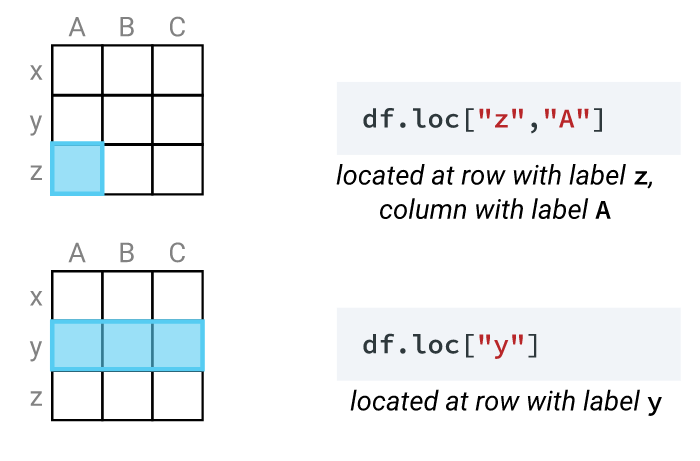 A B C
x
y
z
df.loc["z","A"]
located at row with label z,
column with label A
A B C
x
y
z
df.loc["y"]
located at row with label y